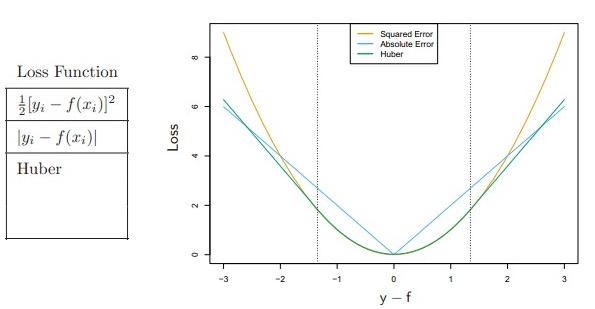 Loss Function
½[yᵢ − f(xᵢ)]²
|yᵢ − f(xᵢ)|
Huber
Squared Error
Absolute Error
Huber
Loss
8
6
4
2
0
−3 −2 −1 0 1 2 3
y − f